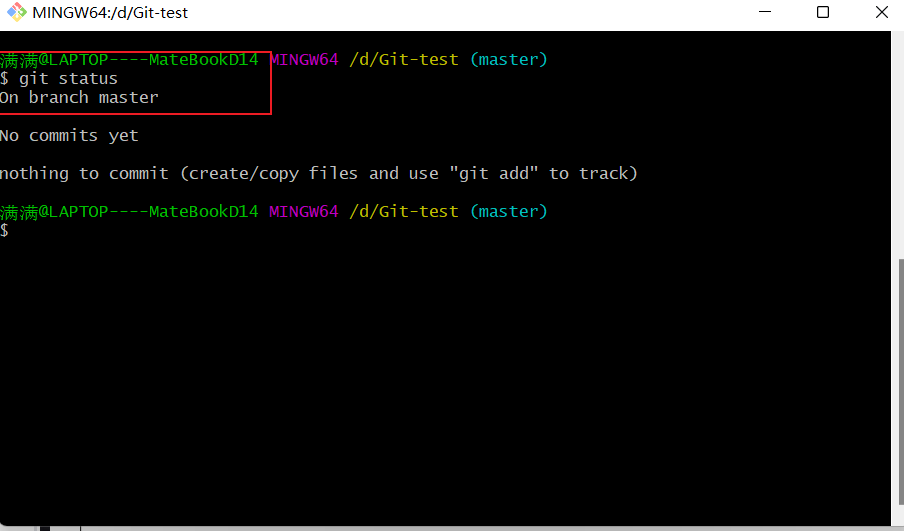 MINGW64:/d/Git-test
满满@LAPTOP----MateBookD14 MINGW64 /d/Git-test (master)
$ git status
On branch master
No commits yet
nothing to commit (create/copy files and use "git add" to track)
满满@LAPTOP----MateBookD14 MINGW64 /d/Git-test (master)
$